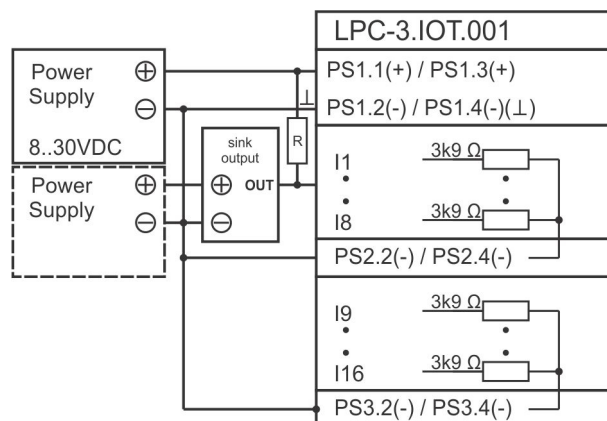 LPC-3.IOT.001
Power
Supply
8..30VDC
PS1.1(+) / PS1.3(+)
⊥
PS1.2(-) / PS1.4(-)(⊥)
Power
Supply
sink
output
OUT
R
I1
3k9 Ω
I8
3k9 Ω
PS2.2(-) / PS2.4(-)
I9
3k9 Ω
I16
3k9 Ω
PS3.2(-) / PS3.4(-)